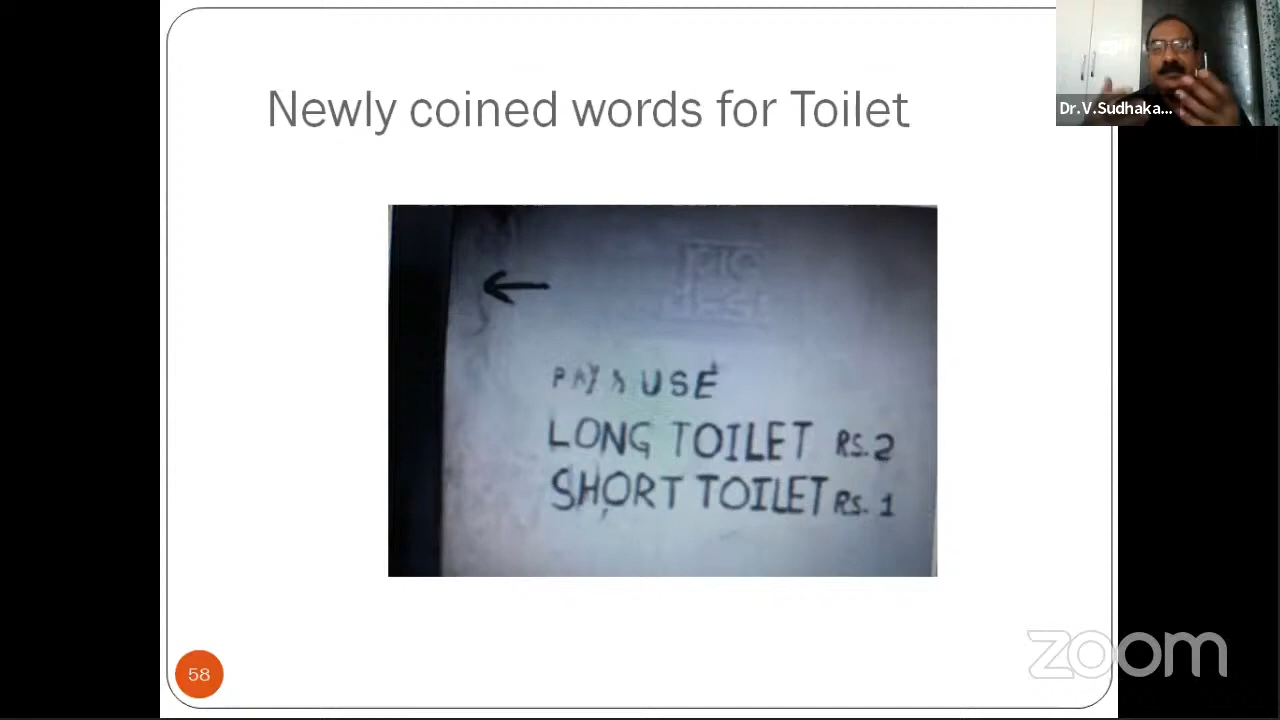 Newly coined words for Toilet
Dr.V.Sudhaka...
PAY & USE
LONG TOILET RS.2
SHORT TOILET RS. 1
58
zoom